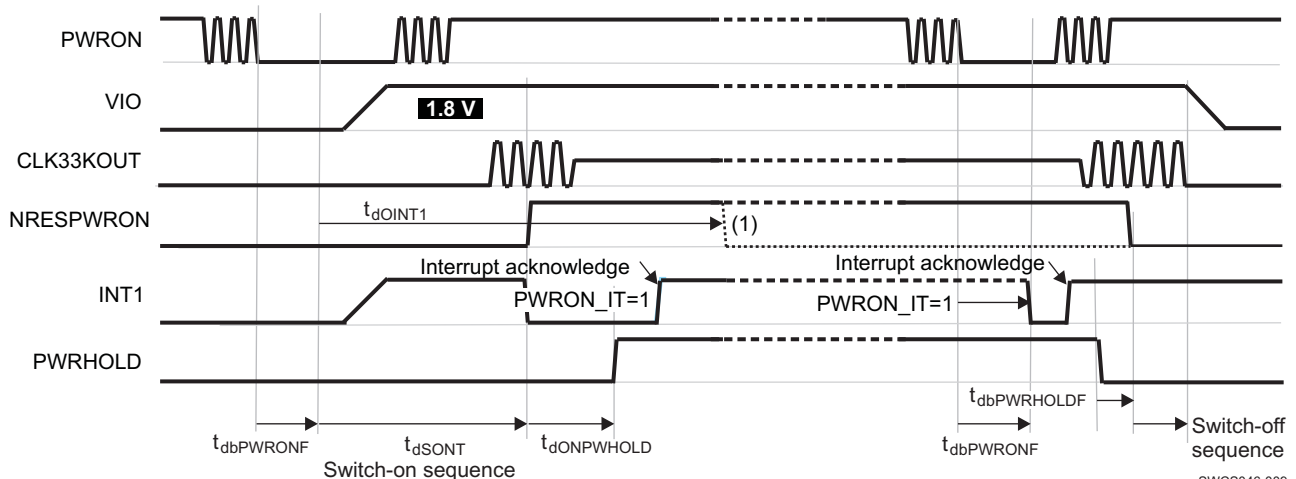 PWRON
VIO
1.8 V
CLK33KOUT
NRESPWRON
tdOINT1
(1)
Interrupt acknowledge
Interrupt acknowledge
INT1
PWRON_IT=1
PWRON_IT=1
PWRHOLD
tdbPWRHOLDF
tdbPWRONF
tdSONT
tdONPWHOLD
tdbPWRONF
Switch-off
sequence
Switch-on sequence